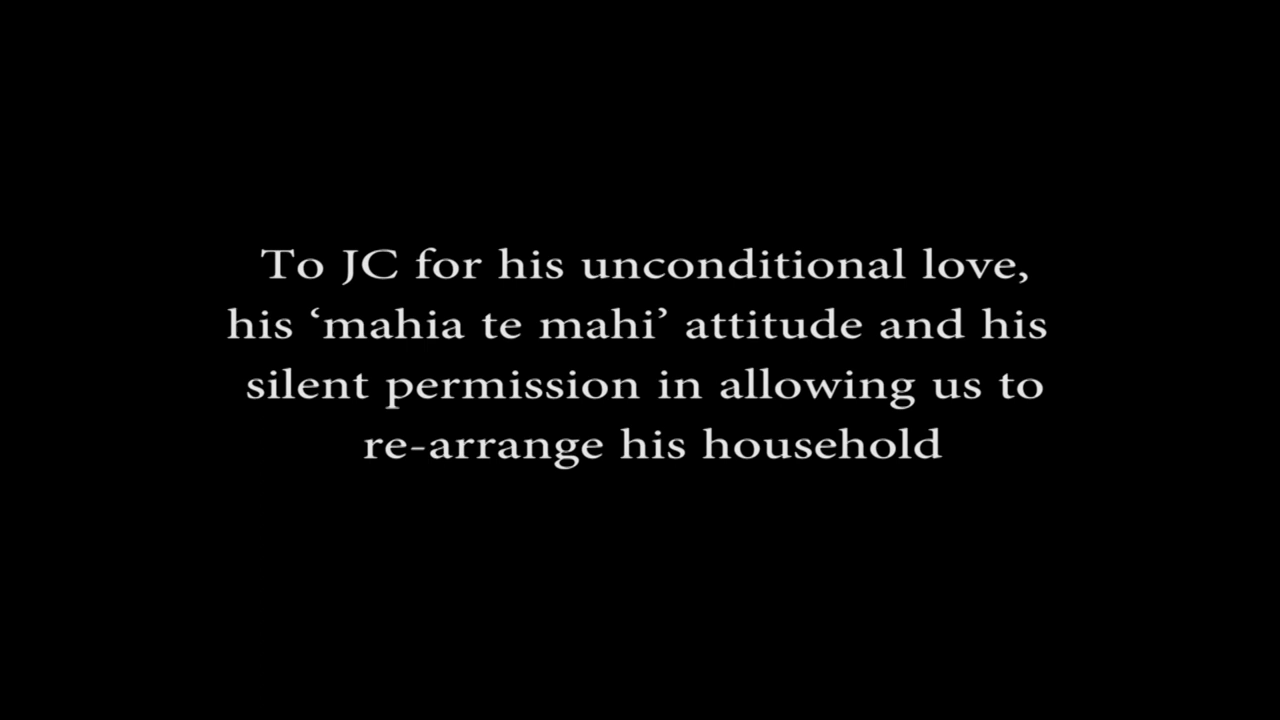 To JC for his unconditional love,
his ‘mahia te mahi’ attitude and his
silent permission in allowing us to
re-arrange his household